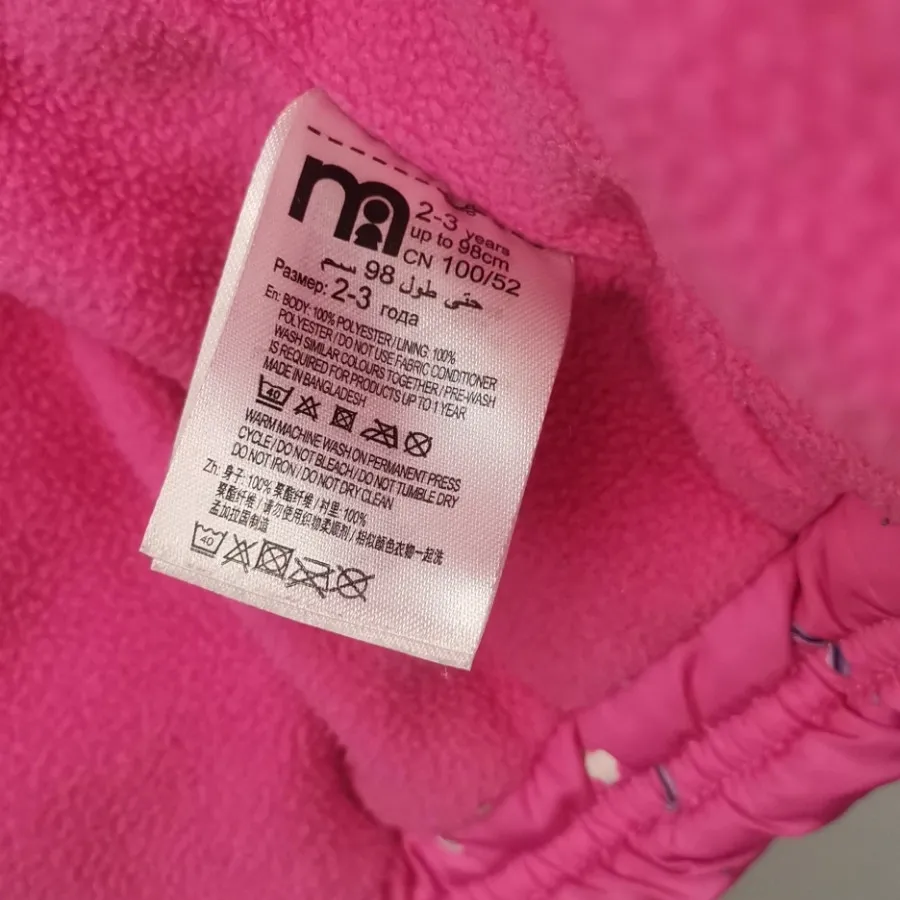 m
2-3 years
up to 98cm
CN 100/52
حتى طول 98 سم
Размер: 2-3 года
En: BODY: 100% POLYESTER / LINING: 100%
POLYESTER / DO NOT USE FABRIC CONDITIONER
WASH SIMILAR COLOURS TOGETHER / PRE-WASH
IS REQUIRED FOR PRODUCTS UP TO 1 YEAR
MADE IN BANGLADESH
40
WARM MACHINE WASH ON PERMANENT PRESS
CYCLE / DO NOT BLEACH / DO NOT TUMBLE DRY
DO NOT IRON / DO NOT DRY CLEAN
Zh: 身子: 100% 聚酯纤维 / 衬里: 100%
聚酯纤维 / 请勿使用织物柔顺剂 / 相似颜色衣物一起洗
孟加拉国制造
40